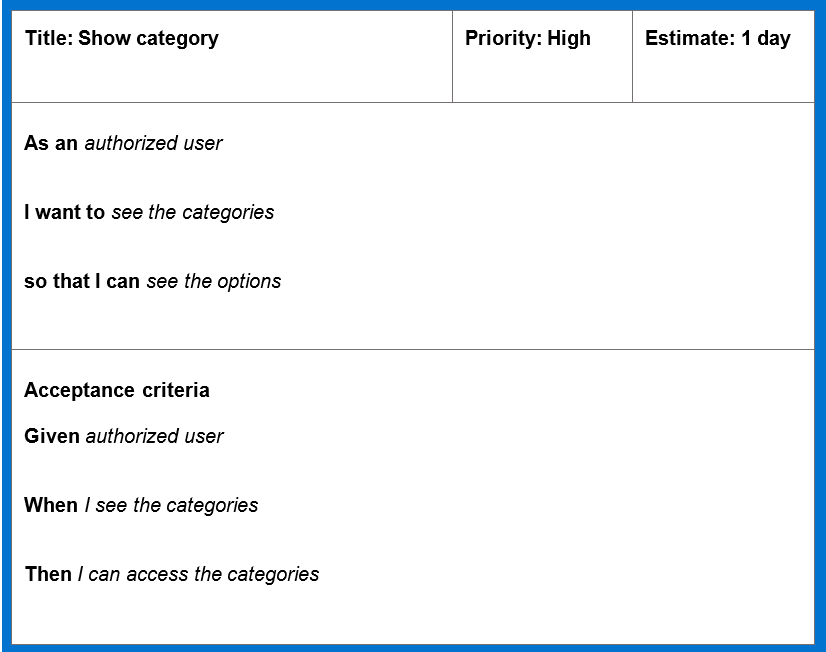 Title: Show category
Priority: High
Estimate: 1 day
As an authorized user
I want to see the categories
so that I can see the options
Acceptance criteria
Given authorized user
When I see the categories
Then I can access the categories